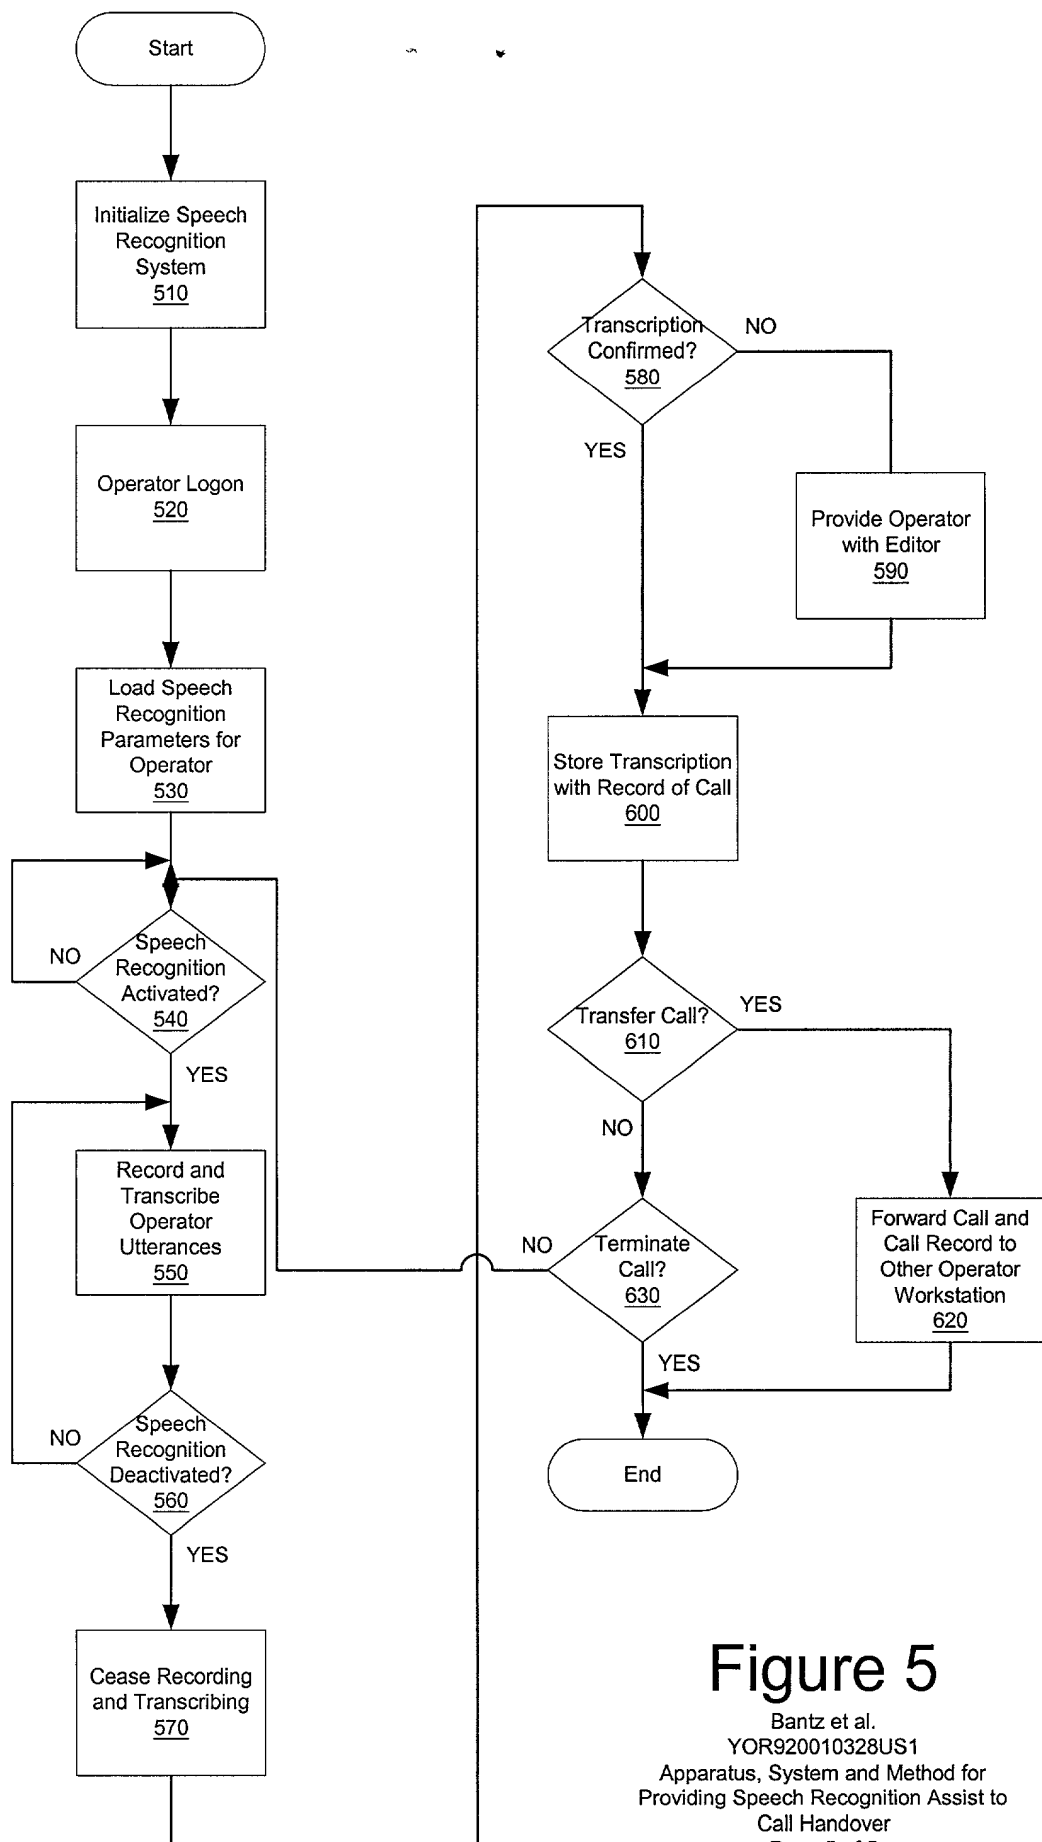 Start
Initialize Speech
Recognition
System
510
Operator Logon
520
Load Speech
Recognition
Parameters for
Operator
530
NO
Speech
Recognition
Activated?
540
YES
Record and
Transcribe
Operator
Utterances
550
NO
Speech
Recognition
Deactivated?
560
YES
Cease Recording
and Transcribing
570
Transcription
Confirmed?
580
NO
YES
Provide Operator
with Editor
590
Store Transcription
with Record of Call
600
Transfer Call?
610
YES
NO
NO
Terminate
Call?
630
YES
Forward Call and
Call Record to
Other Operator
Workstation
620
End
Figure 5
Bantz et al.
YOR920010328US1
Apparatus, System and Method for
Providing Speech Recognition Assist to
Call Handover